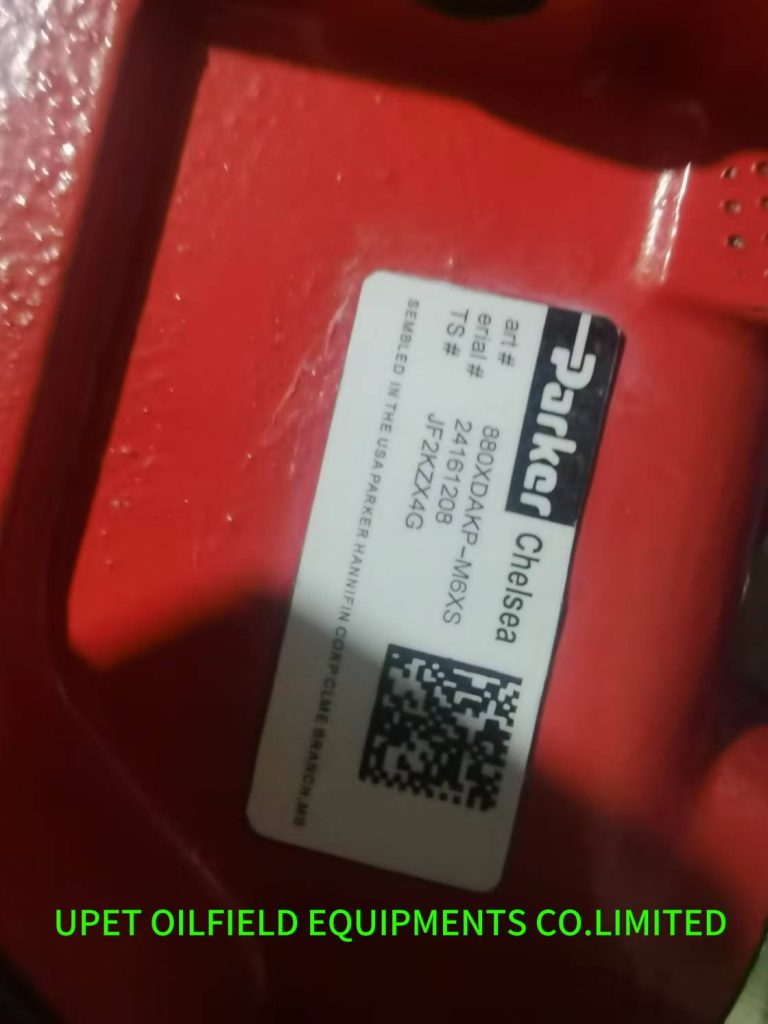 Parker Chelsea
art # 880XDAKP-M6XS
erial # 24161208
TS # JF2KZX4G
SEMBLED IN THE USA PARKER HANNIFIN CORP CLME BRANCH.MS
UPET OILFIELD EQUIPMENTS CO.LIMITED